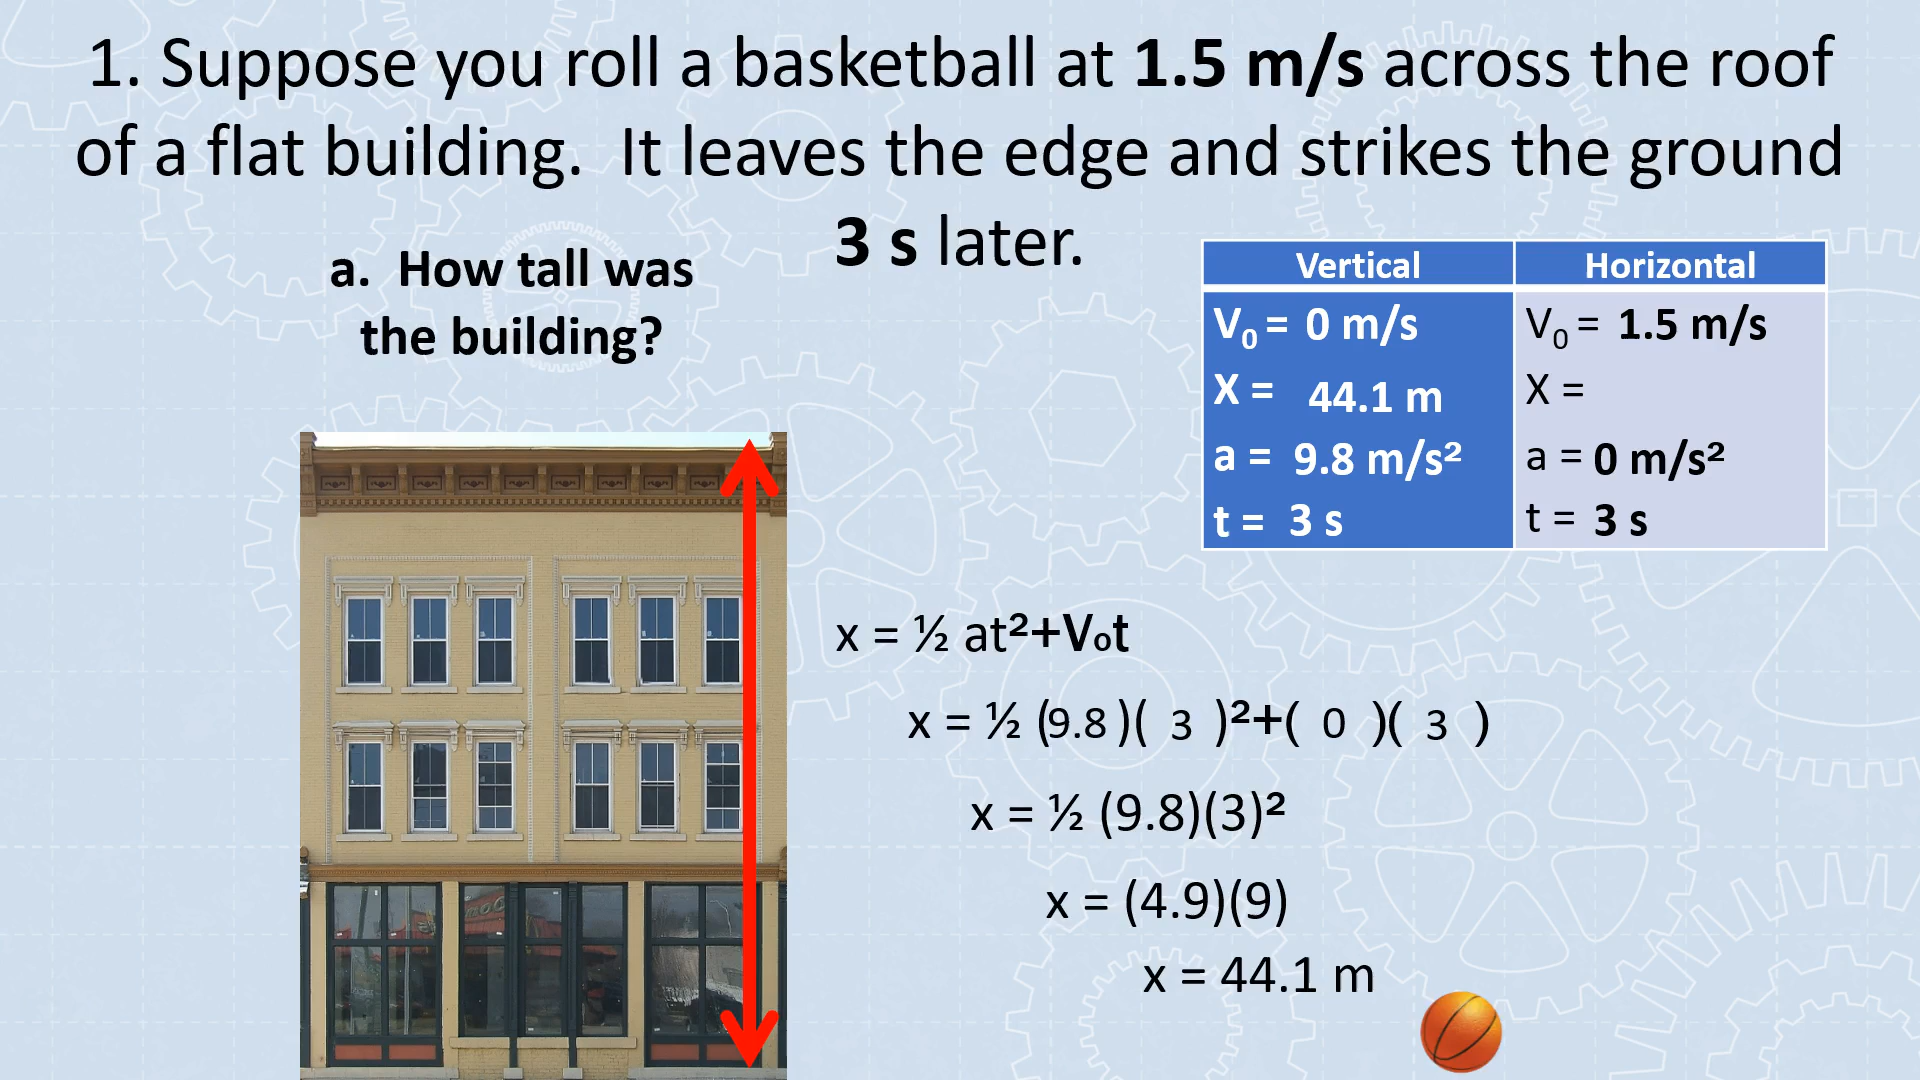 1. Suppose you roll a basketball at 1.5 m/s across the roof
of a flat building.  It leaves the edge and strikes the ground
3 s later.
a.  How tall was
the building?
Vertical
Horizontal
V₀ = 0 m/s
X = 44.1 m
a = 9.8 m/s²
t = 3 s
V₀ = 1.5 m/s
X =
a = 0 m/s²
t = 3 s
x = ½ at²+V₀t
x = ½ (9.8)( 3 )²+( 0 )( 3 )
x = ½ (9.8)(3)²
x = (4.9)(9)
x = 44.1 m